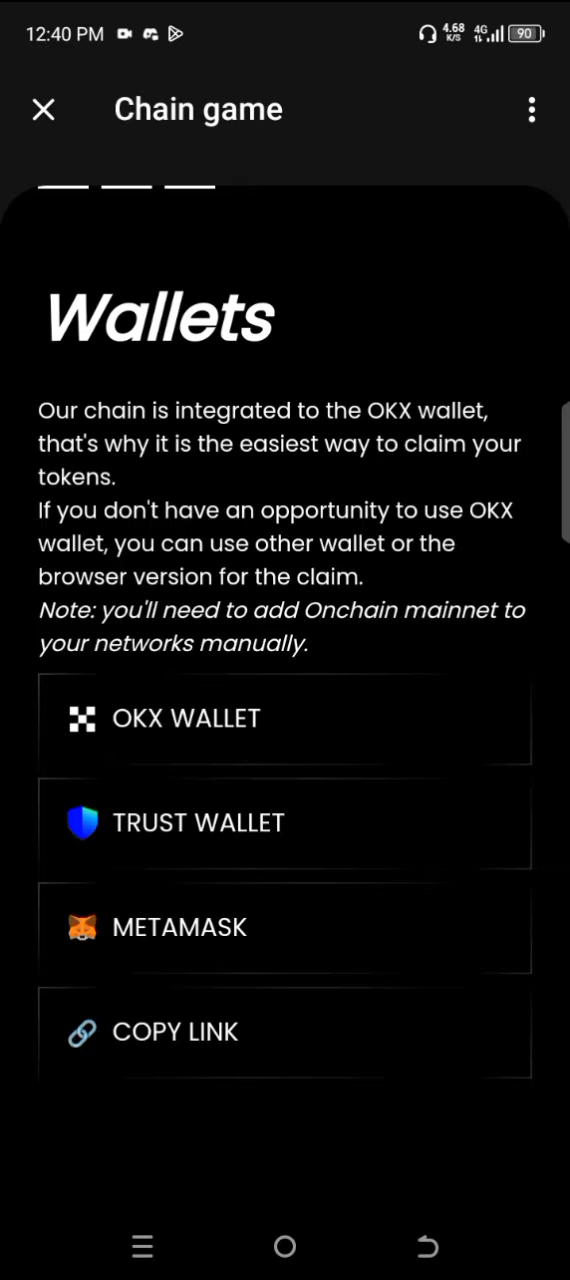 12:40 PM 4.68 K/S 4G 90
Chain game
Wallets
Our chain is integrated to the OKX wallet,
that's why it is the easiest way to claim your
tokens.
If you don't have an opportunity to use OKX
wallet, you can use other wallet or the
browser version for the claim.
Note: you'll need to add Onchain mainnet to
your networks manually.
OKX WALLET
TRUST WALLET
METAMASK
COPY LINK